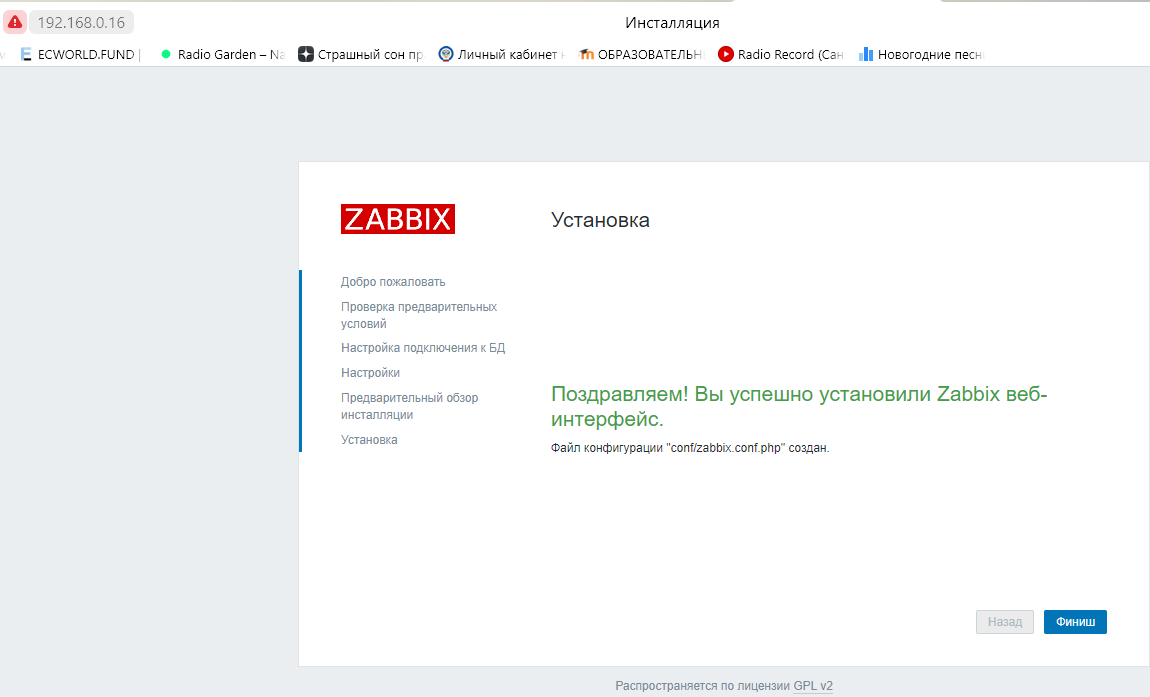 192.168.0.16
Инсталляция
ECWORLD.FUND |
Radio Garden – Na
Страшный сон пр
Личный кабинет
ОБРАЗОВАТЕЛЬН
Radio Record (Сан
Новогодние песн
ZABBIX
Установка
Добро пожаловать
Проверка предварительных
условий
Настройка подключения к БД
Настройки
Предварительный обзор
инсталляции
Установка
Поздравляем! Вы успешно установили Zabbix веб-
интерфейс.
Файл конфигурации "conf/zabbix.conf.php" создан.
Назад
Финиш
Распространяется по лицензии GPL v2